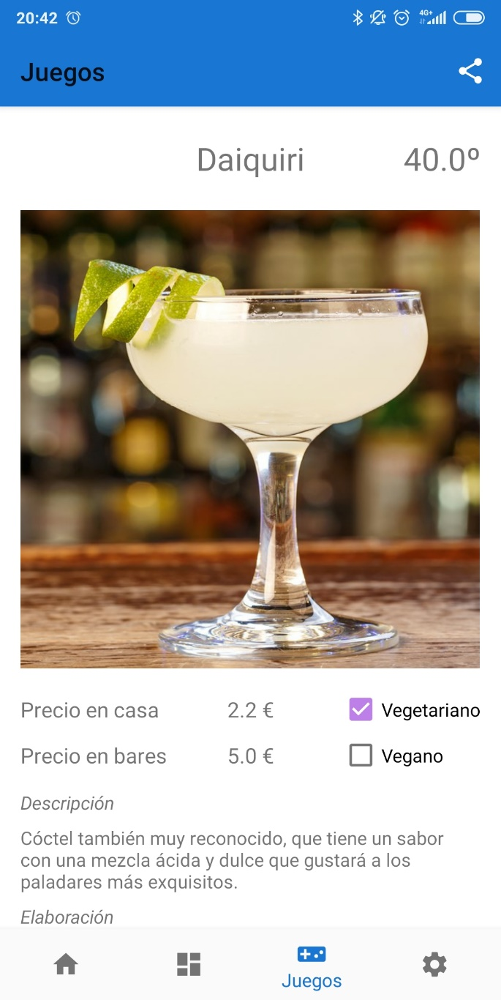 20:42
4G+
Juegos
Daiquiri 40.0º
Precio en casa 2.2 € Vegetariano
Precio en bares 5.0 € Vegano
Descripción
Cóctel también muy reconocido, que tiene un sabor
con una mezcla ácida y dulce que gustará a los
paladares más exquisitos.
Elaboración
Juegos